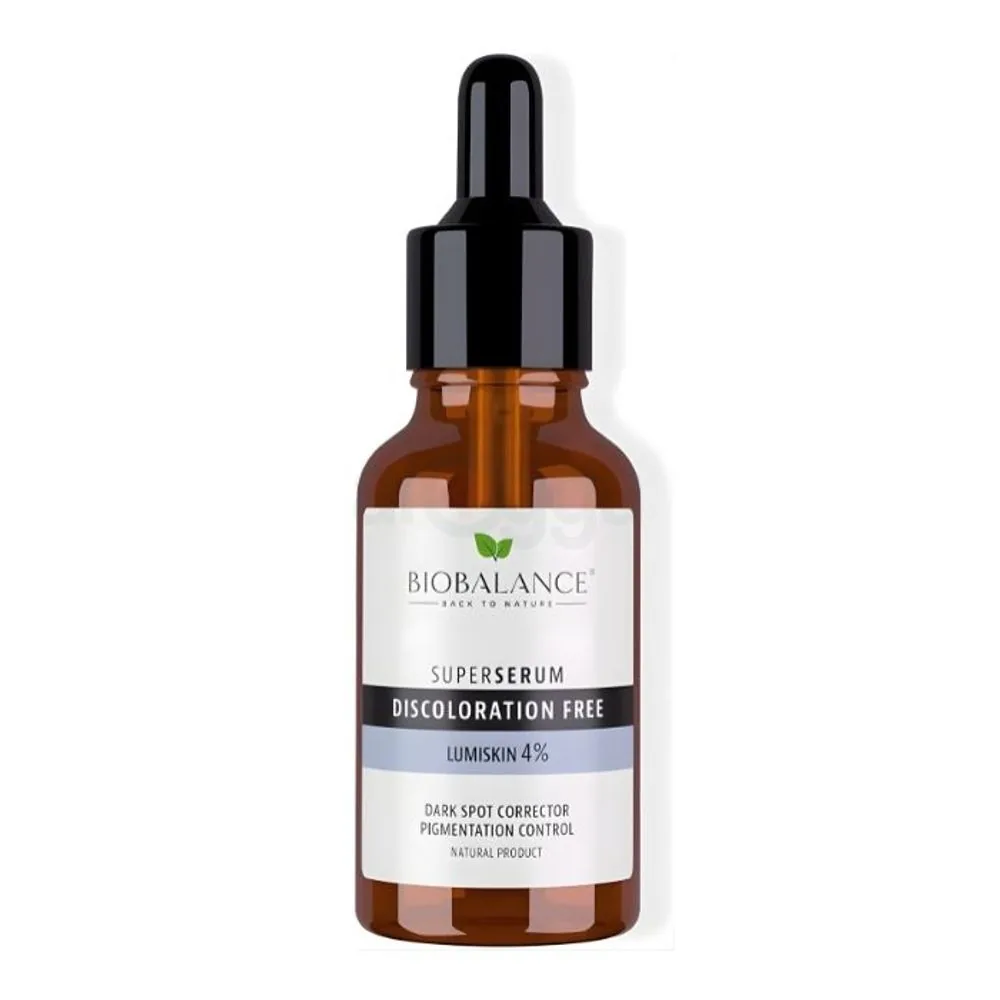 BIOBALANCE®
BACK TO NATURE
SUPERSERUM
DISCOLORATION FREE
LUMISKIN 4%
DARK SPOT CORRECTOR
PIGMENTATION CONTROL
NATURAL PRODUCT